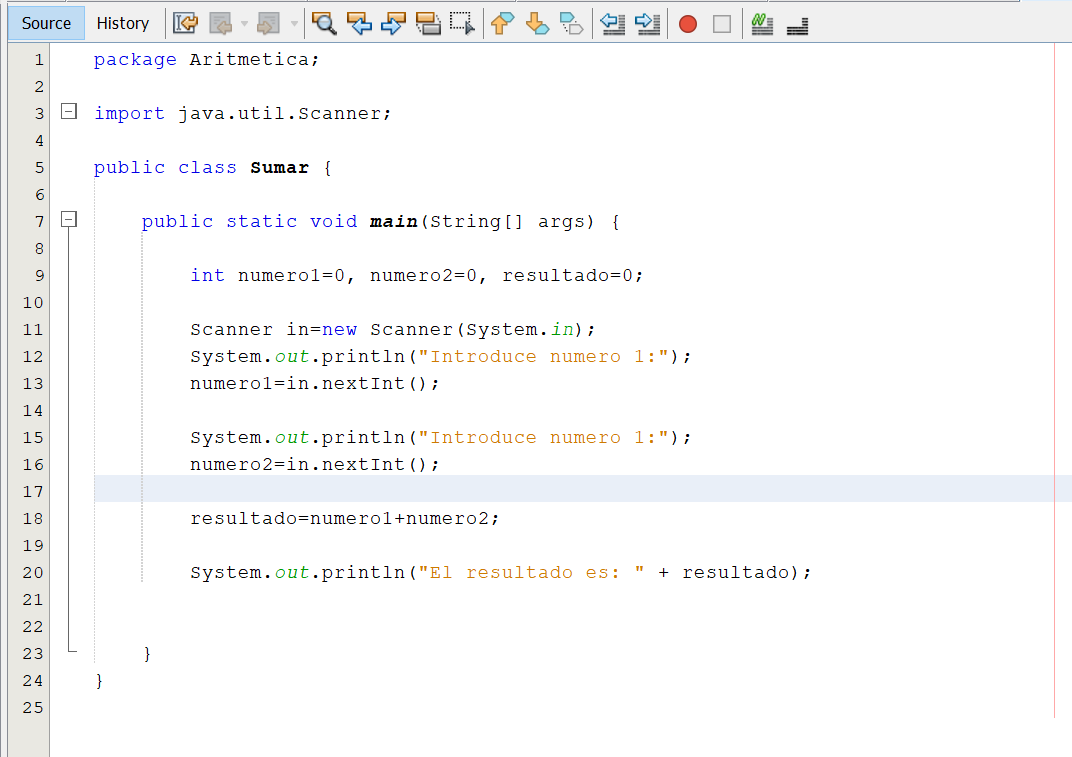 Source History
1 package Aritmetica;
2
3 import java.util.Scanner;
4
5 public class Sumar {
6
7 public static void main(String[] args) {
8
9 int numero1=0, numero2=0, resultado=0;
10
11 Scanner in=new Scanner(System.in);
12 System.out.println("Introduce numero 1:");
13 numero1=in.nextInt();
14
15 System.out.println("Introduce numero 1:");
16 numero2=in.nextInt();
17
18 resultado=numero1+numero2;
19
20 System.out.println("El resultado es: " + resultado);
21
22
23 }
24 }
25